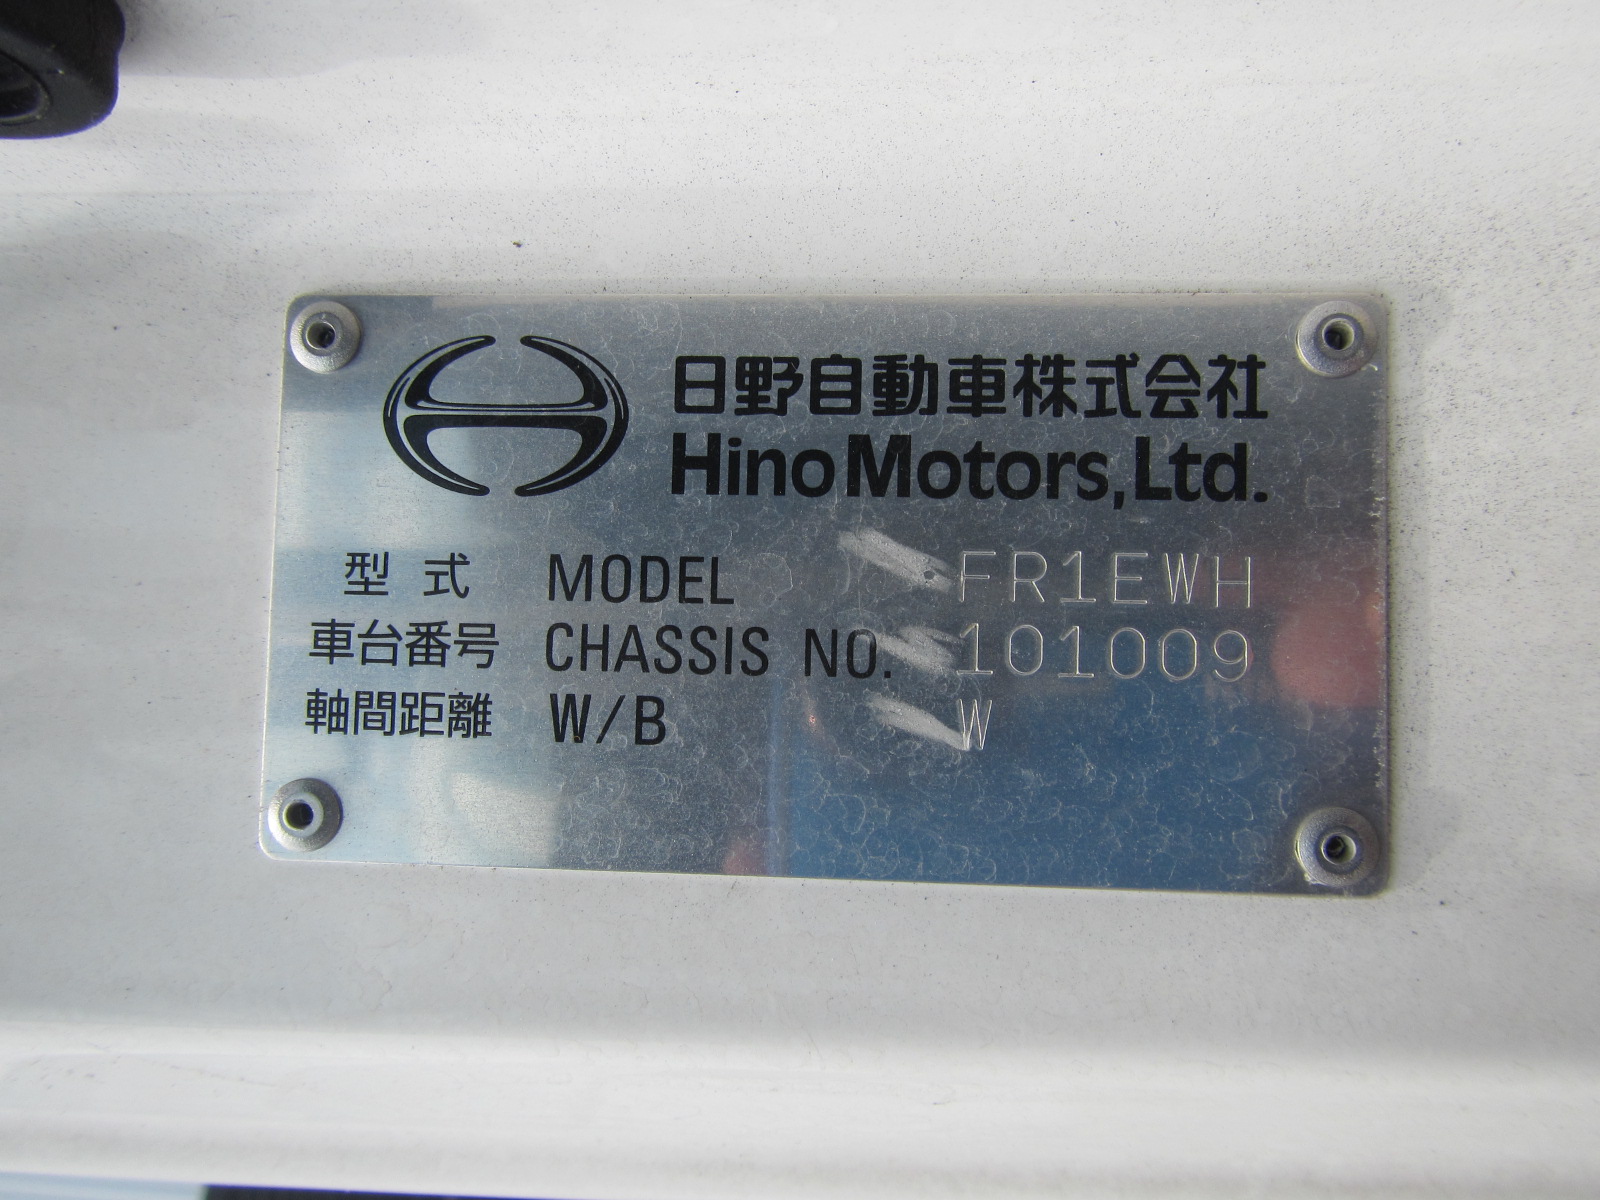 日野自動車株式会社
Hino Motors, Ltd.
型式 MODEL FR1EWH
車台番号 CHASSIS NO. 101009
軸間距離 W/B W